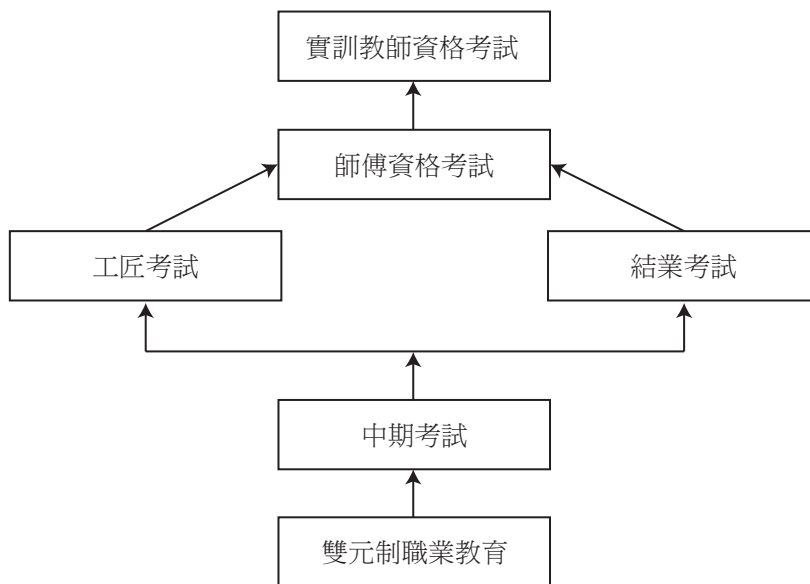 實訓教師資格考試
師傅資格考試
工匠考試
結業考試
中期考試
雙元制職業教育